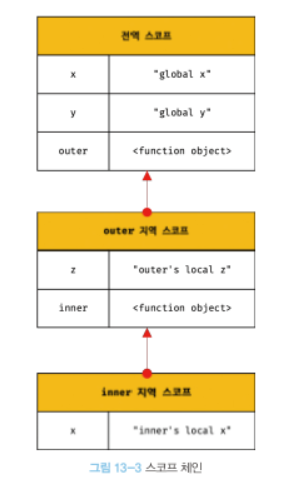 전역 스코프
x "global x"
y "global y"
outer <function object>
outer 지역 스코프
z "outer's local z"
inner <function object>
inner 지역 스코프
x "inner's local x"
그림 13-3 스코프 체인